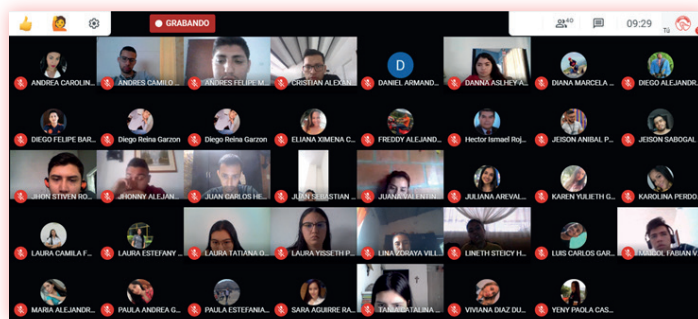 GRABANDO
40
09:29
Tú
ANDREA CAROLIN...
ANDRES CAMILO ...
ANDRES FELIPE M...
CRISTIAN ALEXAN...
DANIEL ARMAND...
DANNA ASLHEY A...
DIANA MARCELA ...
DIEGO ALEJANDR...
D
DIEGO FELIPE BAR...
Diego Reina Garzon
Diego Reina Garzon
ELIANA XIMENA C...
FREDDY ALEJAND...
Hector Ismael Roj...
JEISON ANIBAL P...
JEISON SABOGAL
JHON STIVEN RO...
JHONNY ALEJAN...
JUAN CARLOS HE...
JUAN SEBASTIAN ...
JUANA VALENTIN...
JULIANA AREVAL...
KAREN YULIETH G...
KAROLINA PERDO
LAURA CAMILA F...
LAURA ESTEFANY ...
LAURA TATIANA O...
LAURA YISSETH P...
LINA ZORAYA VILL...
LINETH STEICY H...
LUIS CARLOS GAR...
FABIAN V
MARIA ALEJANDR...
PAULA ANDREA G...
PAULA ESTEFANIA...
SARA AGUIRRE RA...
TANIA CATALINA ...
VIVIANA DIAZ DU...
YENY PAOLA CAS...